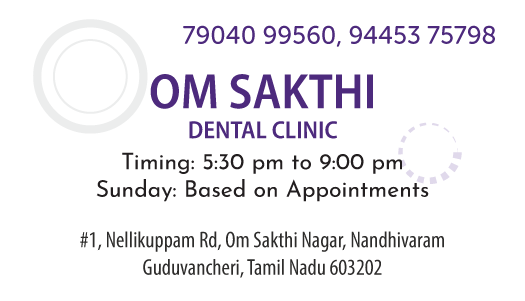 79040 99560, 94453 75798
OM SAKTHI
DENTAL CLINIC
Timing: 5:30 pm to 9:00 pm
Sunday: Based on Appointments
#1, Nellikuppam Rd, Om Sakthi Nagar, Nandhivaram
Guduvancheri, Tamil Nadu 603202